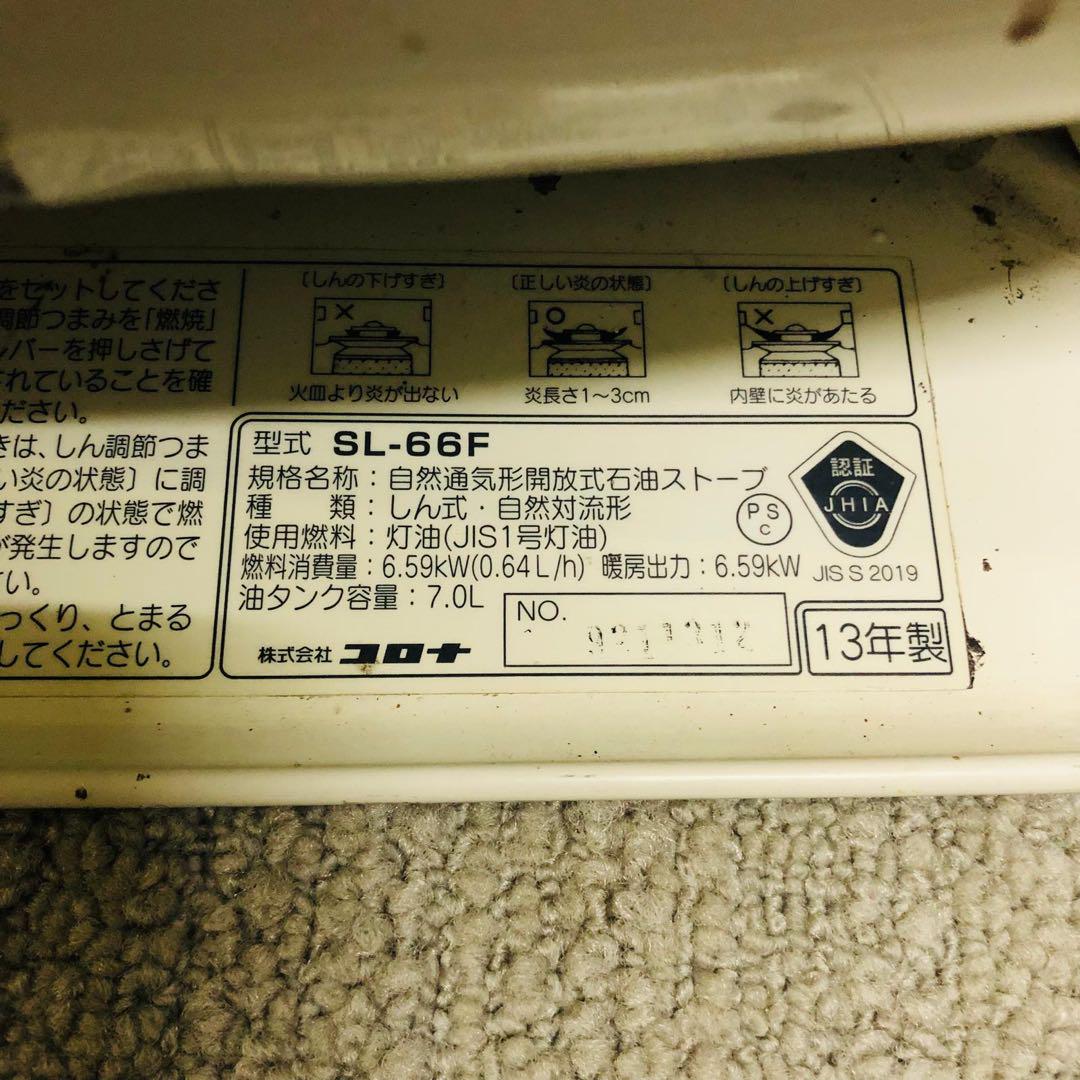 をセットしてくださ
調節つまみを「燃焼」
レバーを押しさげて
されていることを確
ださい。
きは、しん調節つま
い炎の状態〕に調
すぎ〕の状態で燃
が発生しますので
さい。
っくり、とまる
してください。
〔しんの下げすぎ〕
火皿より炎が出ない
〔正しい炎の状態〕
炎長さ1～3cm
〔しんの上げすぎ〕
内壁に炎があたる
型式 SL-66F
規格名称：自然通気形開放式石油ストーブ
種　類：しん式・自然対流形
使用燃料：灯油(JIS1号灯油)
燃料消費量：6.59kW(0.64L/h) 暖房出力：6.59kW
油タンク容量：7.0L
PS
C
認証
JHIA
JIS S 2019
株式会社 コロナ
NO.
13年製